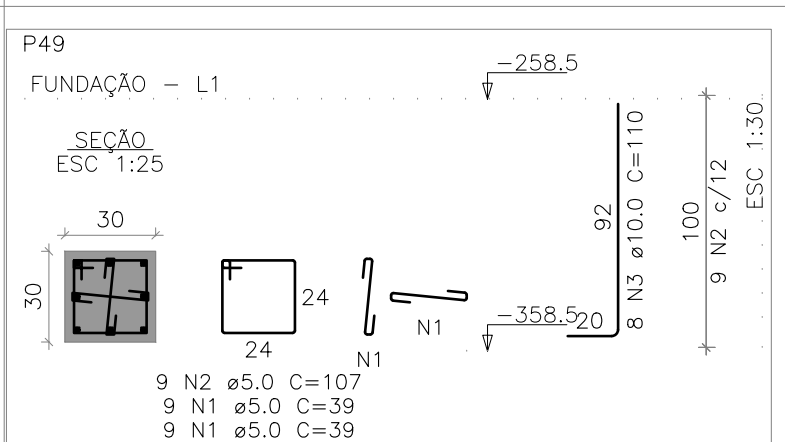 P49
FUNDAÇÃO - L1
-258.5
SEÇÃO
ESC 1:25
30
30
24
24
N1
N1
-358.5
20
92
8 N3 ø10.0 C=110
100
9 N2 c/12
ESC 1:30
9 N2 ø5.0 C=107
9 N1 ø5.0 C=39
9 N1 ø5.0 C=39